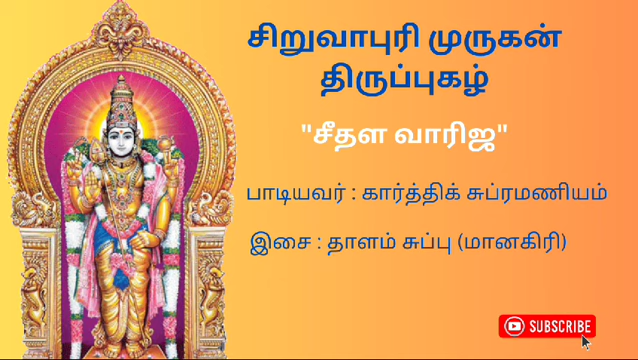 சிறுவாபுரி முருகன்
திருப்புகழ்
"சீதள வாரிஜ"
பாடியவர் : கார்த்திக் சுப்ரமணியம்
இசை : தாளம் சுப்பு (மானகிரி)
SUBSCRIBE